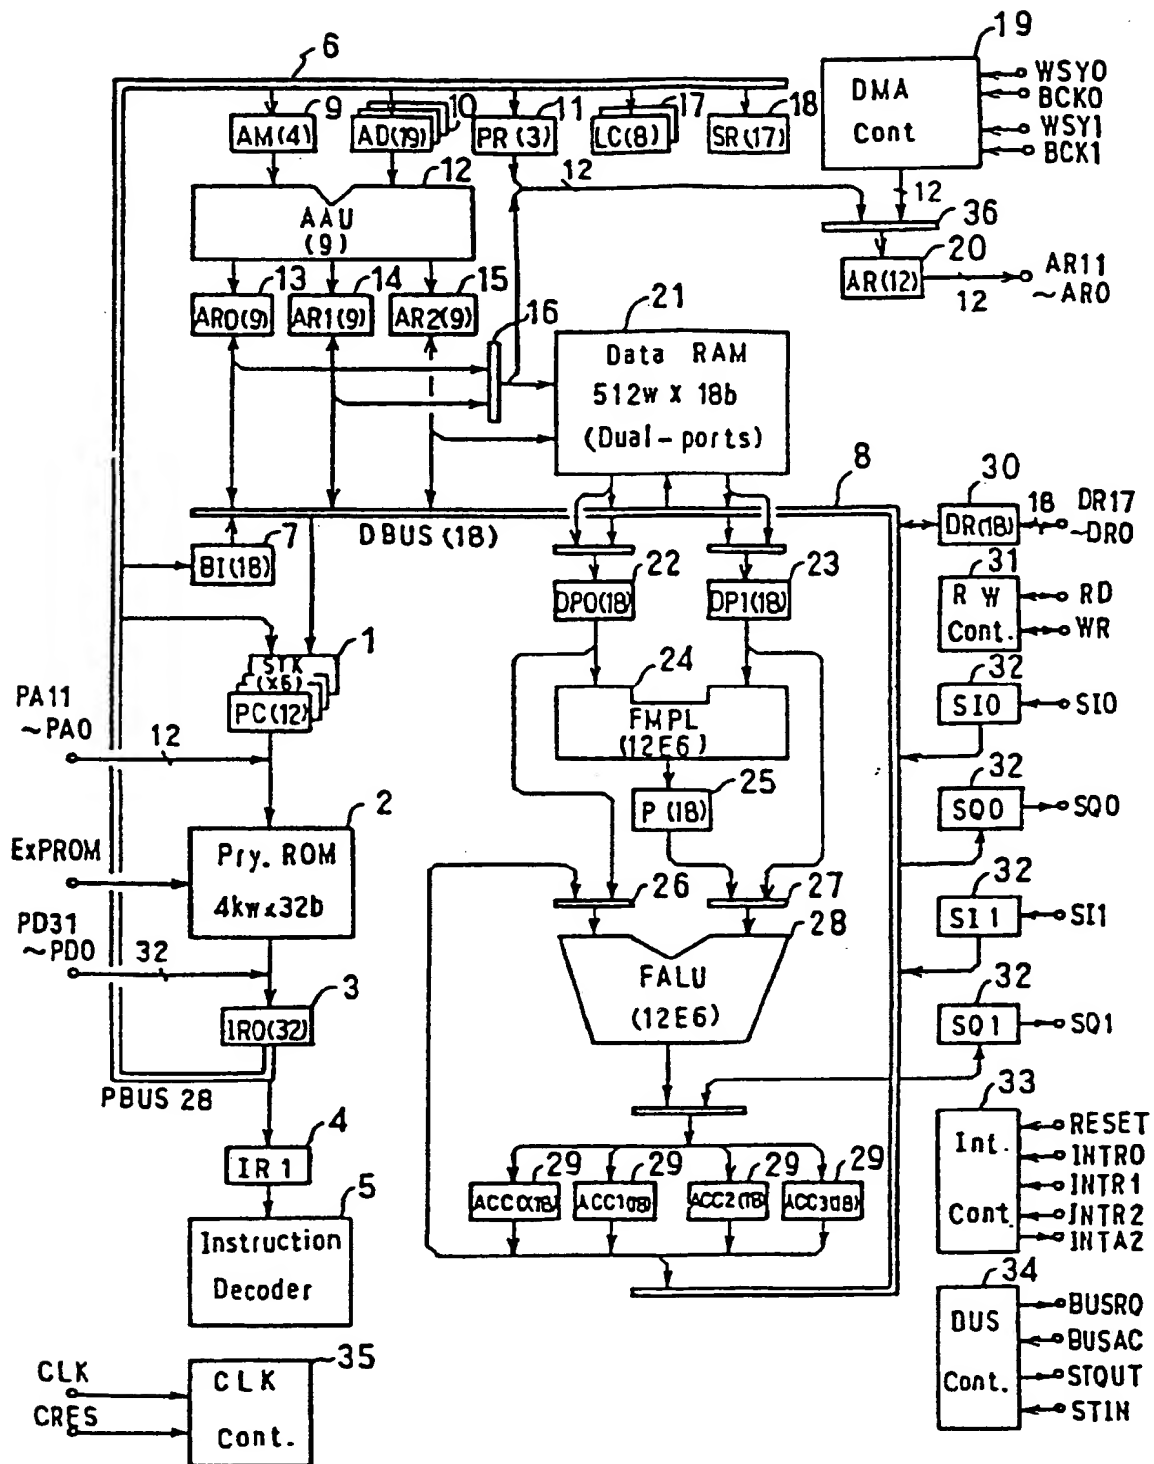 6
19
DMA
Cont
WSY0
BCK0
WSY1
BCK1
9
10
11
17
18
AM(4)
AD(19)
PR(3)
LC(8)
SR(17)
12
12
12
36
AAU
(9)
20
AR(12)
12
AR11
~AR0
13
14
15
16
AR0(9)
AR1(9)
AR2(9)
21
Data RAM
512w X 18b
(Dual-ports)
8
30
DBUS (18)
DR(18)
18
DR17
~DR0
7
BI(18)
22
23
DP0(18)
DP1(18)
31
R W
Cont.
RD
WR
1
STK
(X6)
PC(12)
24
FMPL
(12E6)
32
SI0
SI0
PA11
~PA0
12
25
P(18)
32
SQ0
SQ0
2
Pry. ROM
4kw x 32b
ExPROM
26
27
32
SI1
SI1
28
FALU
(12E6)
PD31
~PD0
32
3
IR0(32)
32
SQ1
SQ1
PBUS 28
4
IR1
33
Int.
Cont
RESET
INTR0
INTR1
INTR2
INTA2
29
29
29
29
ACC0(18)
ACC1(18)
ACC2(18)
ACC3(18)
5
Instruction
Decoder
34
BUS
Cont.
BUSRQ
BUSAC
STOUT
STIN
35
CLK
Cont.
CLK
CRES